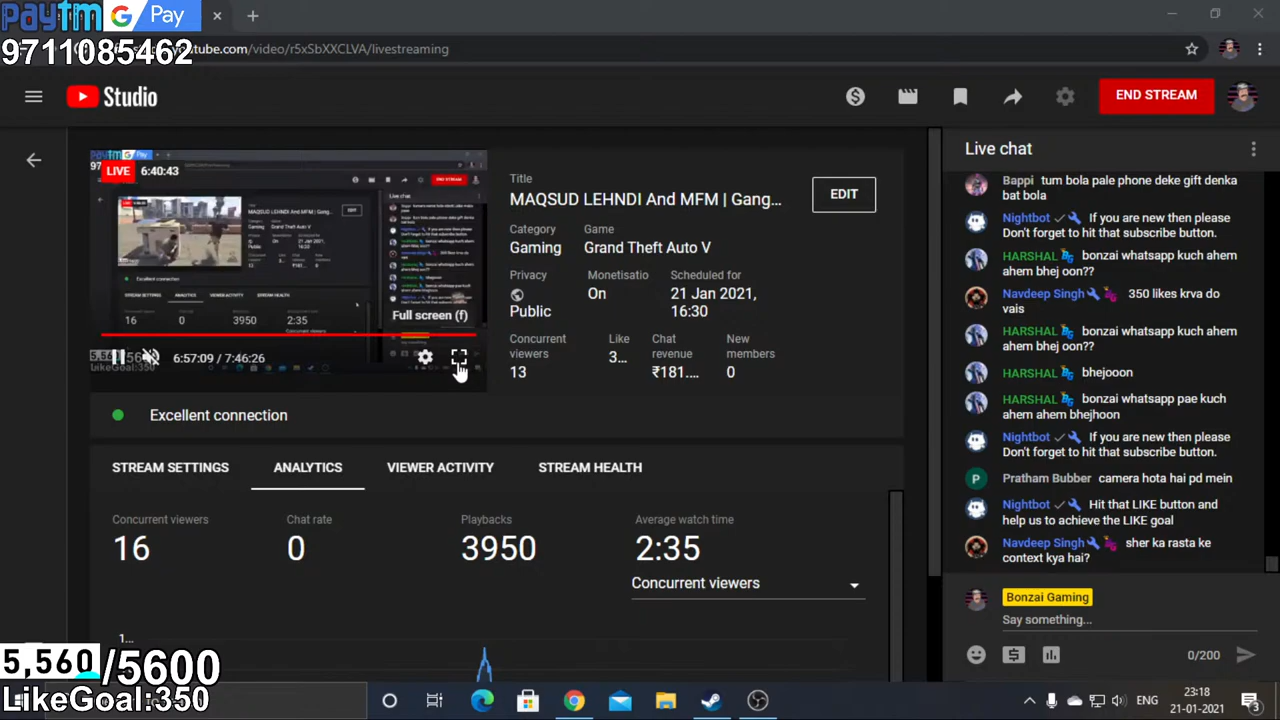 paytm G Pay
9711085462
youtube.com/video/r5xSbXXCLVA/livestreaming
Studio
END STREAM
LIVE 6:40:43
Full screen (f)
6:57:09 / 7:46:26
Title
MAQSUD LEHNDI And MFM | Gang...
EDIT
Category Game
Gaming Grand Theft Auto V
Privacy Monetisatio Scheduled for
Public On 21 Jan 2021,
16:30
Concurrent viewers Like Chat revenue New members
13 3... ₹181.... 0
Excellent connection
STREAM SETTINGS ANALYTICS VIEWER ACTIVITY STREAM HEALTH
Concurrent viewers Chat rate Playbacks Average watch time
16 0 3950 2:35
Concurrent viewers
1...
Live chat
Bappi tum bola pale phone deke gift denka
bat bola
Nightbot If you are new then please
Don't forget to hit that subscribe button.
HARSHAL bonzai whatsapp kuch ahem
ahem bhej oon??
Navdeep Singh 350 likes krva do
vais
HARSHAL bonzai whatsapp kuch ahem
ahem bhej oon??
HARSHAL bhejooon
HARSHAL bonzai whatsapp pae kuch
ahem ahem bhejhoon
Nightbot If you are new then please
Don't forget to hit that subscribe button.
P Pratham Bubber camera hota hai pd mein
Nightbot Hit that LIKE button and
help us to achieve the LIKE goal
Navdeep Singh sher ka rasta ke
context kya hai?
Bonzai Gaming
Say something...
0/200
5,560/5600
LikeGoal:350
ENG
23:18
21-01-2021
3